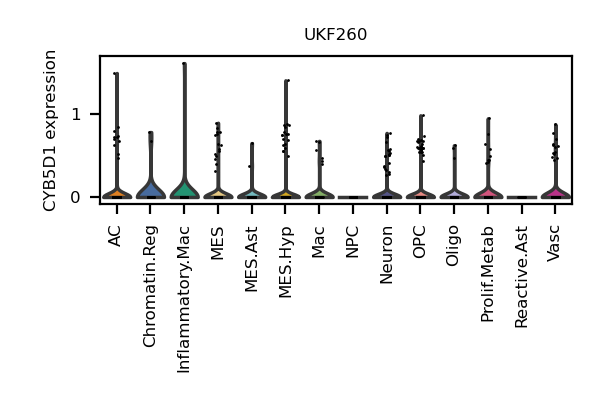 UKF260
CYB5D1 expression
1
0
AC
Chromatin.Reg
Inflammatory.Mac
MES
MES.Ast
MES.Hyp
Mac
NPC
Neuron
OPC
Oligo
Prolif.Metab
Reactive.Ast
Vasc